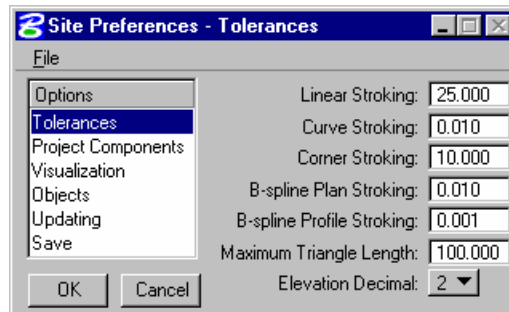 Site Preferences - Tolerances
File
Options
Tolerances
Project Components
Visualization
Objects
Updating
Save
OK
Cancel
Linear Stroking: 25.000
Curve Stroking: 0.010
Corner Stroking: 10.000
B-spline Plan Stroking: 0.010
B-spline Profile Stroking: 0.001
Maximum Triangle Length: 100.000
Elevation Decimal: 2